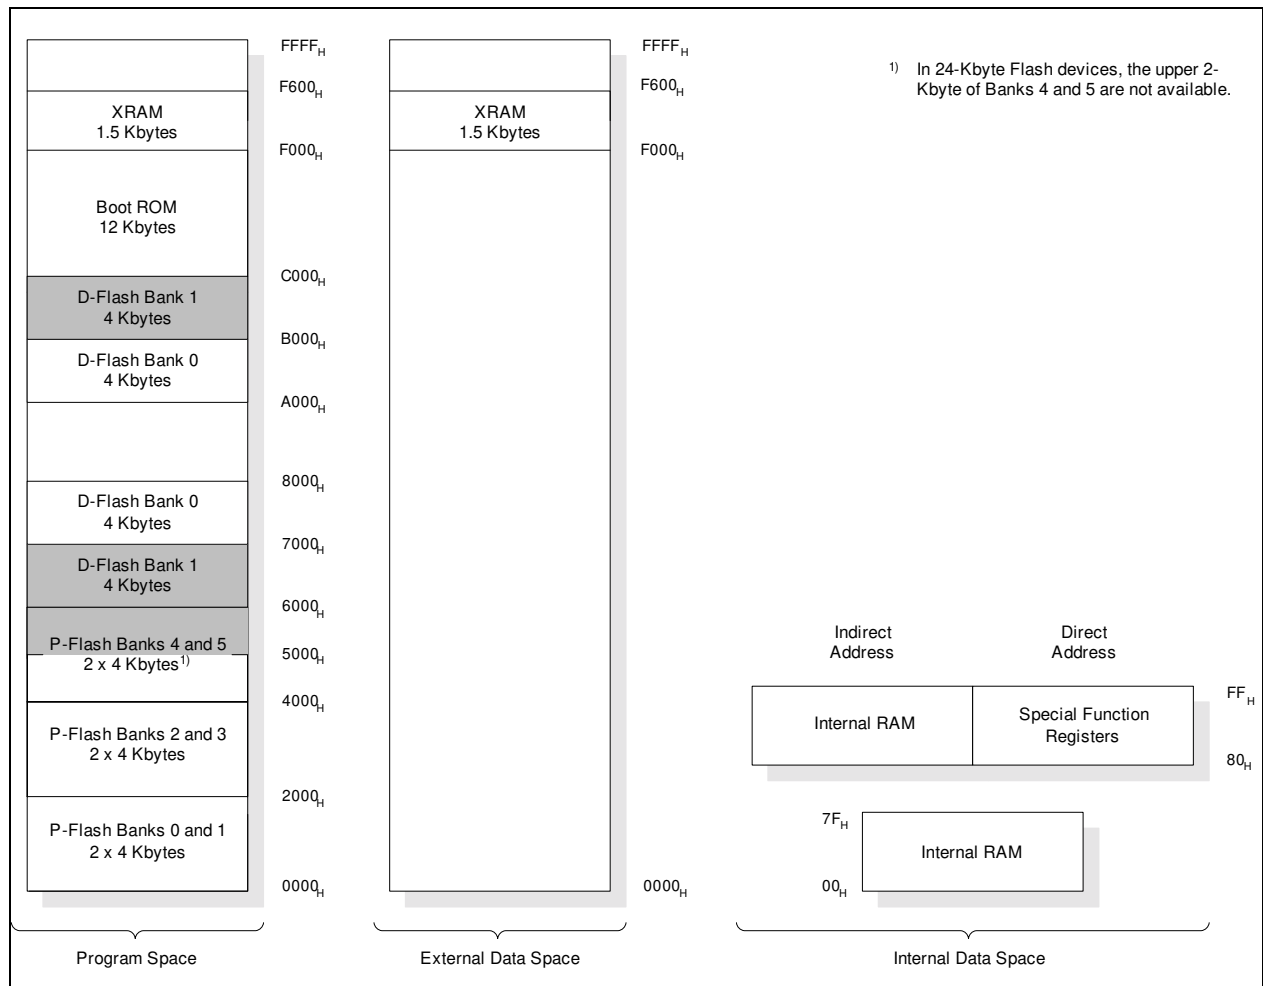 FFFFH
F600H
XRAM
1.5 Kbytes
F000H
Boot ROM
12 Kbytes
C000H
D-Flash Bank 1
4 Kbytes
B000H
D-Flash Bank 0
4 Kbytes
A000H
8000H
D-Flash Bank 0
4 Kbytes
7000H
D-Flash Bank 1
4 Kbytes
6000H
P-Flash Banks 4 and 5
2 x 4 Kbytes1)
5000H
4000H
P-Flash Banks 2 and 3
2 x 4 Kbytes
2000H
P-Flash Banks 0 and 1
2 x 4 Kbytes
0000H
Program Space
FFFFH
F600H
XRAM
1.5 Kbytes
F000H
0000H
External Data Space
1) In 24-Kbyte Flash devices, the upper 2-
Kbyte of Banks 4 and 5 are not available.
Indirect
Address
Direct
Address
Internal RAM
Special Function
Registers
FFH
80H
7FH
Internal RAM
00H
Internal Data Space